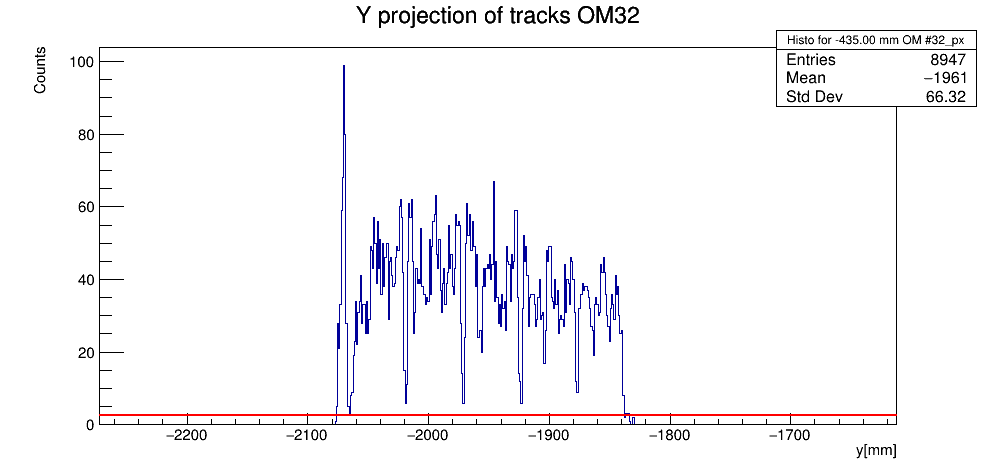 Y projection of tracks OM32
Histo for -435.00 mm OM #32_px
Entries 8947
Mean −1961
Std Dev 66.32
Counts
100
80
60
40
20
0
−2200 −2100 −2000 −1900 −1800 −1700
y[mm]